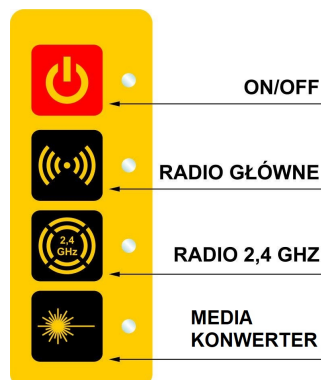 ON/OFF
RADIO GŁÓWNE
2,4
GHz
RADIO 2,4 GHZ
MEDIA
KONWERTER